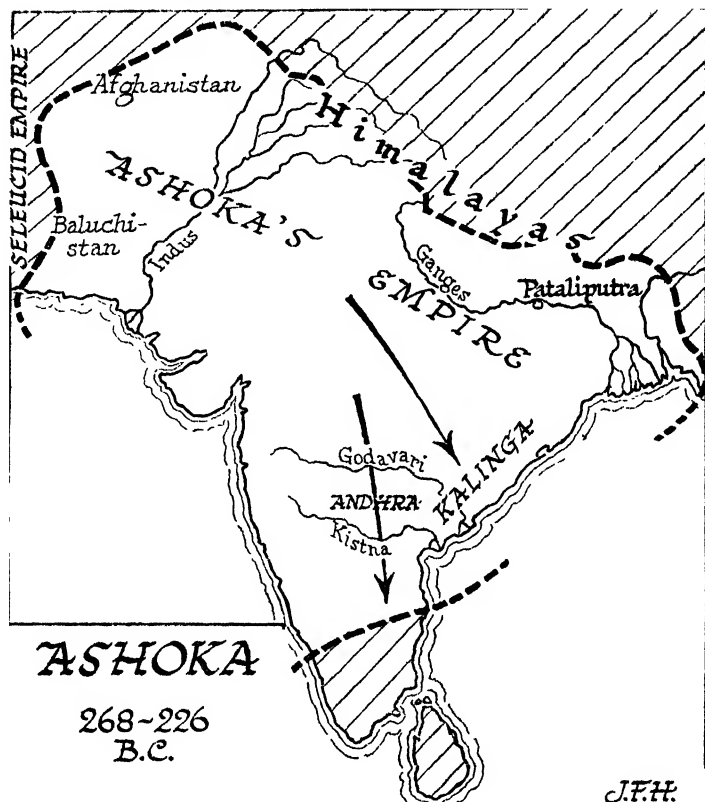 SELEUCID EMPIRE
Afghanistan
Himalayas
ASHOKA'S
EMPIRE
Baluchi-
stan
Indus
Ganges
Pataliputra
Godavari
ANDHRA
KALINGA
Kistna
ASHOKA
268~226
B.C.
J.F.H.